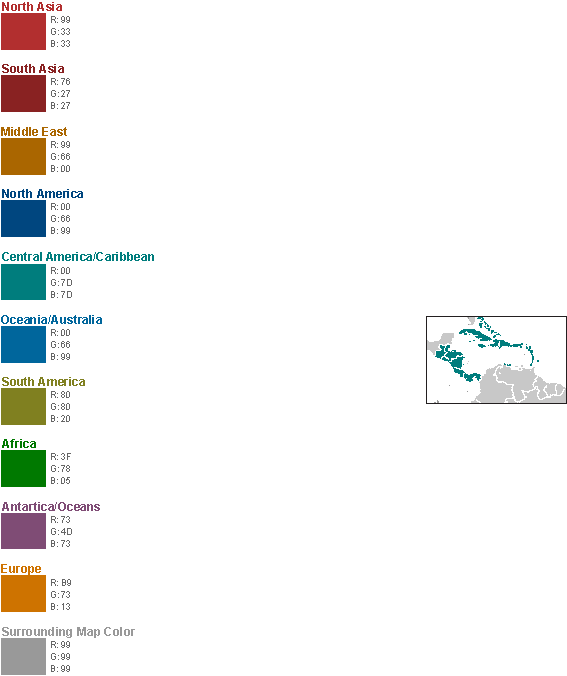 North Asia
R: 99
G: 33
B: 33
South Asia
R: 76
G: 27
B: 27
Middle East
R: 99
G: 66
B: 00
North America
R: 00
G: 66
B: 99
Central America/Caribbean
R: 00
G: 7D
B: 7D
Oceania/Australia
R: 00
G: 66
B: 99
South America
R: 80
G: 80
B: 20
Africa
R: 3F
G: 78
B: 05
Antartica/Oceans
R: 73
G: 4D
B: 73
Europe
R: B9
G: 73
B: 13
Surrounding Map Color
R: 99
G: 99
B: 99